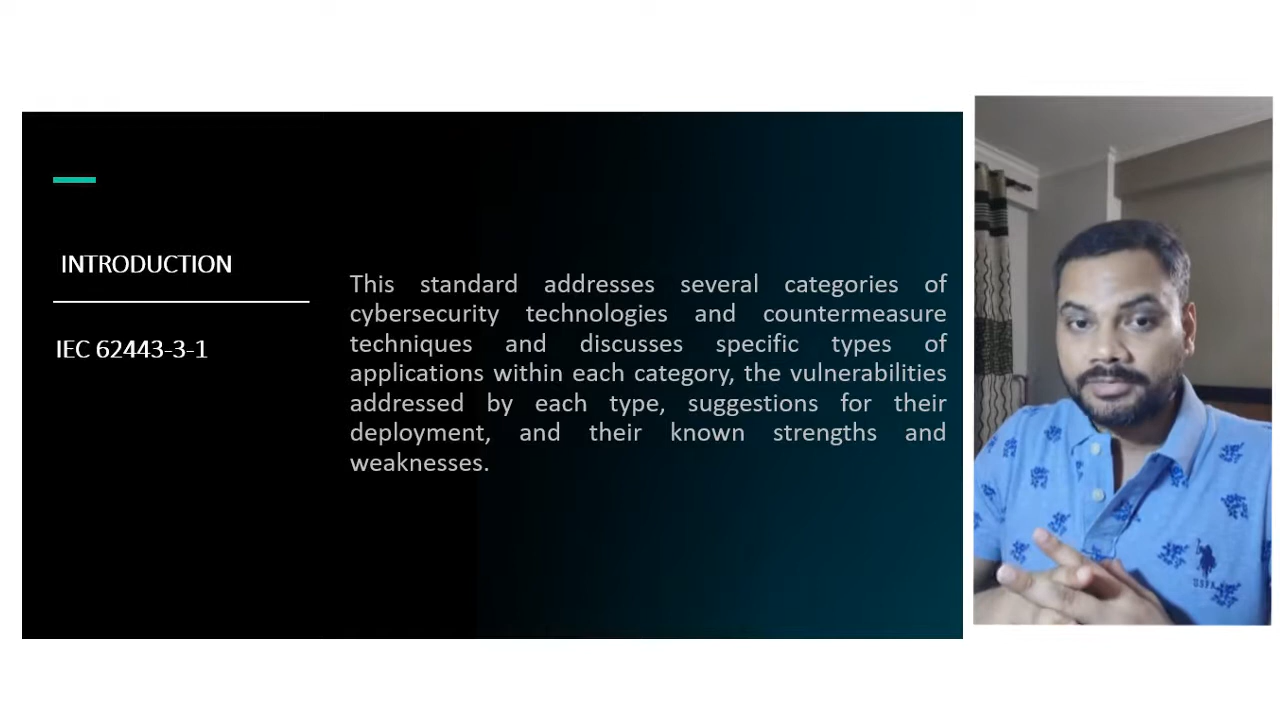 INTRODUCTION
IEC 62443-3-1
This standard addresses several categories of
cybersecurity technologies and countermeasure
techniques and discusses specific types of
applications within each category, the vulnerabilities
addressed by each type, suggestions for their
deployment, and their known strengths and
weaknesses.
USPA